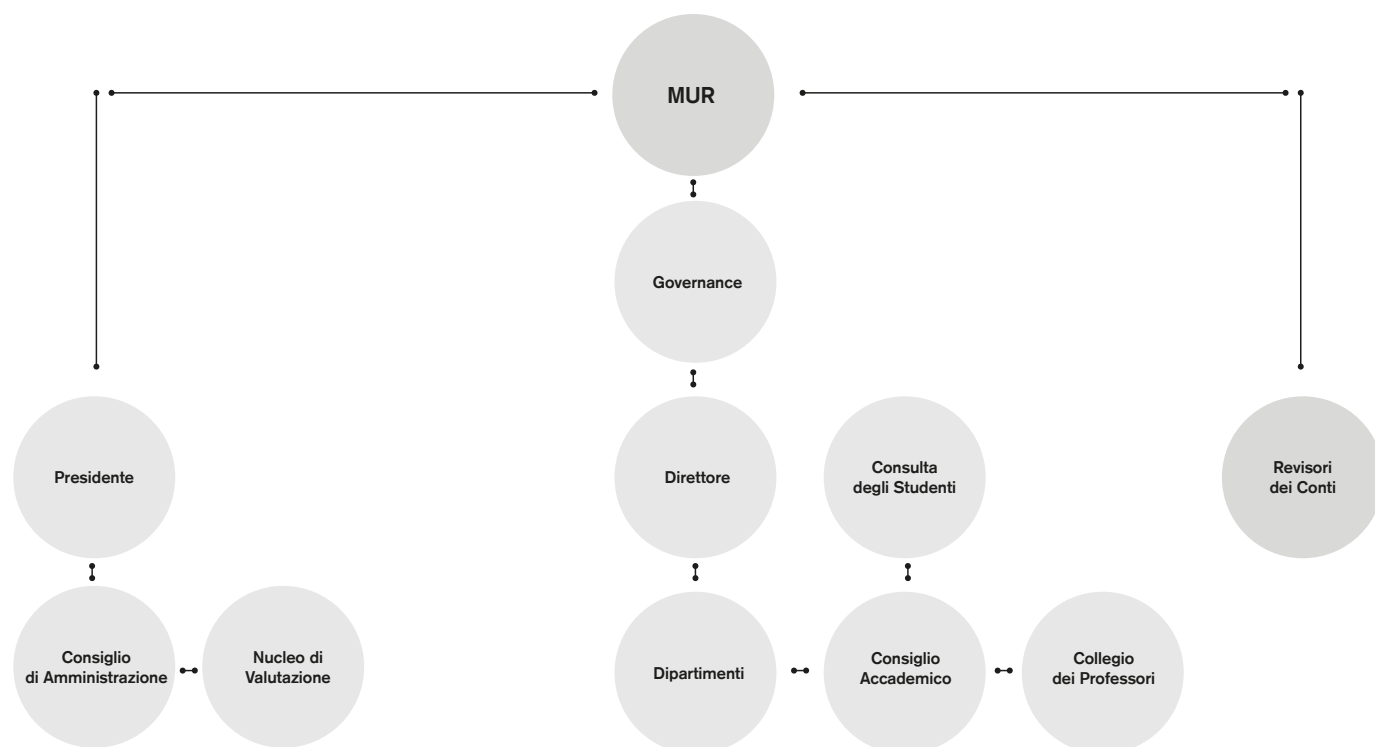 MUR
Governance
Presidente
Direttore
Consulta
degli Studenti
Revisori
dei Conti
Consiglio
di Amministrazione
Nucleo di
Valutazione
Dipartimenti
Consiglio
Accademico
Collegio
dei Professori